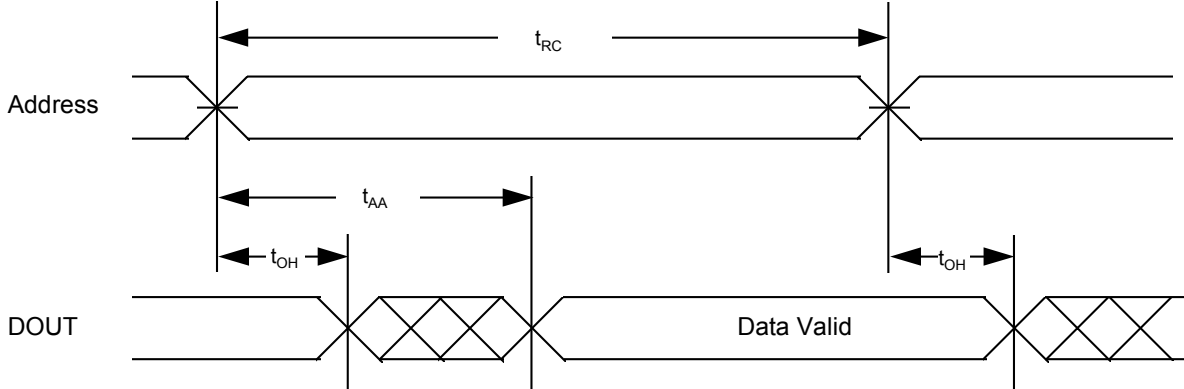 tRC
Address
tAA
tOH
tOH
DOUT
Data Valid